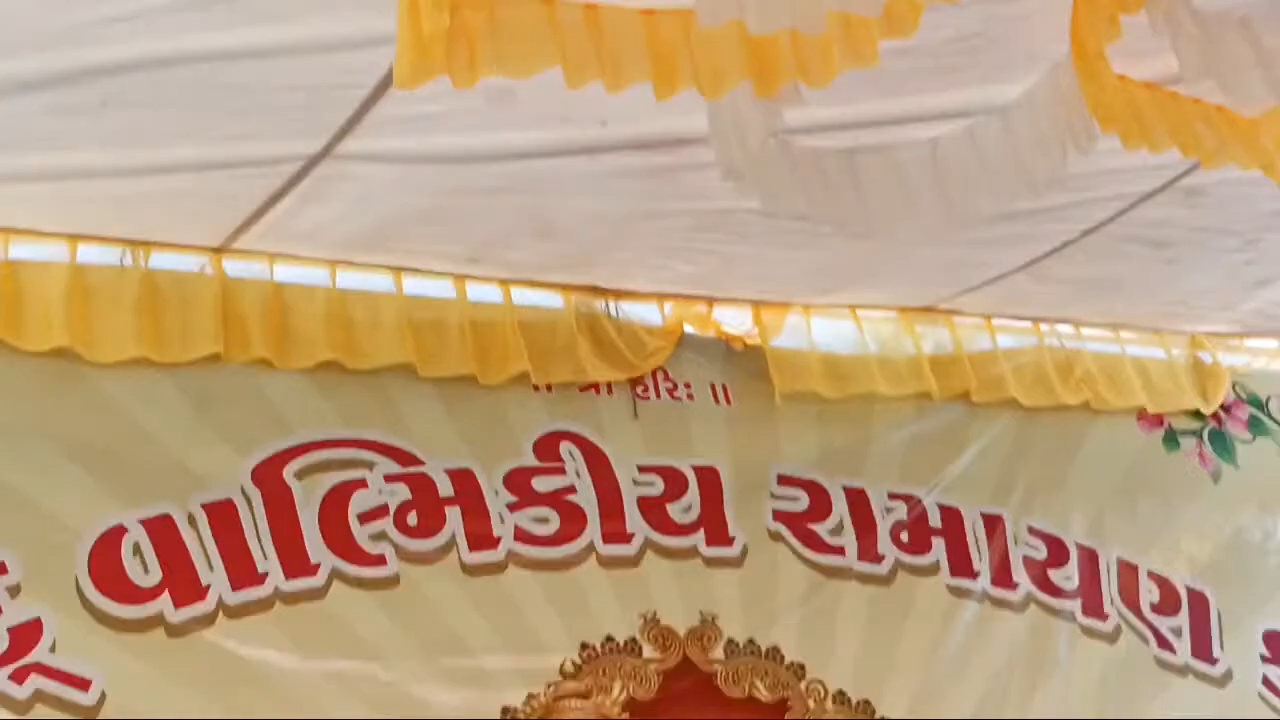 ॥ શ્રી હરિઃ ॥
વાલ્મિકીય રામાયણ